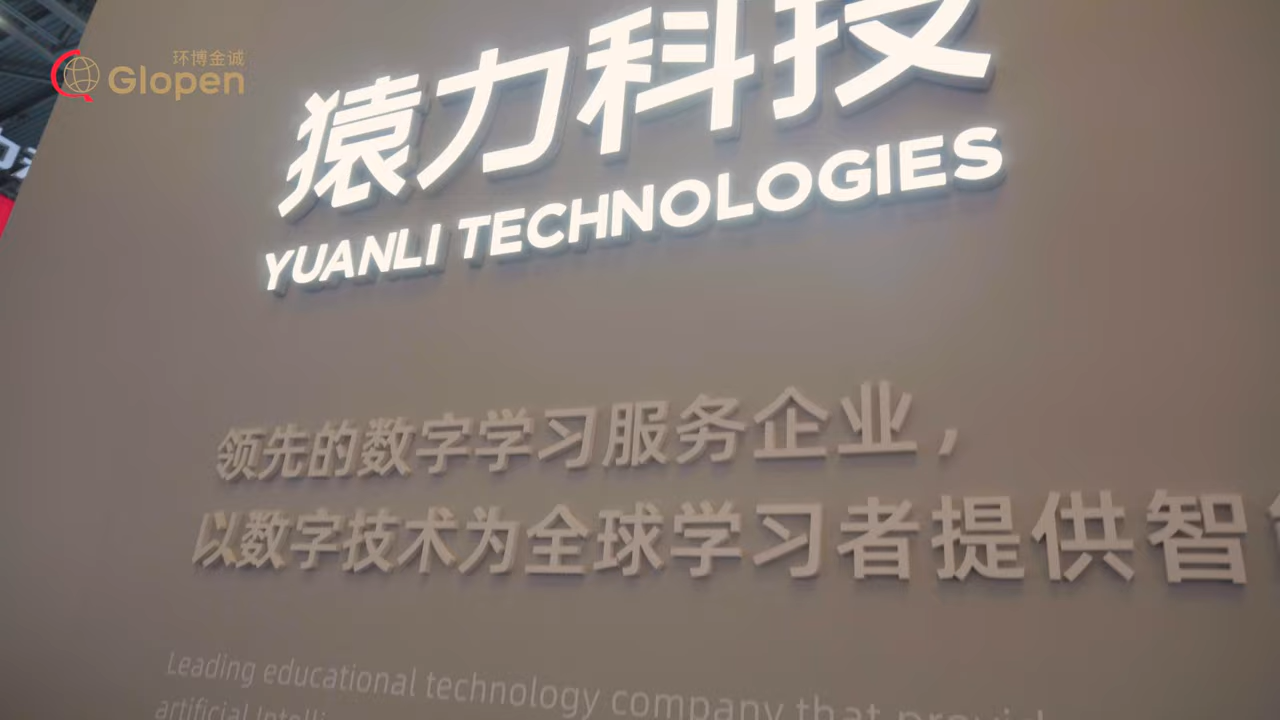 环博金诚
Glopen
猿力科技
YUANLI TECHNOLOGIES
领先的数字学习服务企业，
以数字技术为全球学习者提供智
Leading educational technology company that
artificial